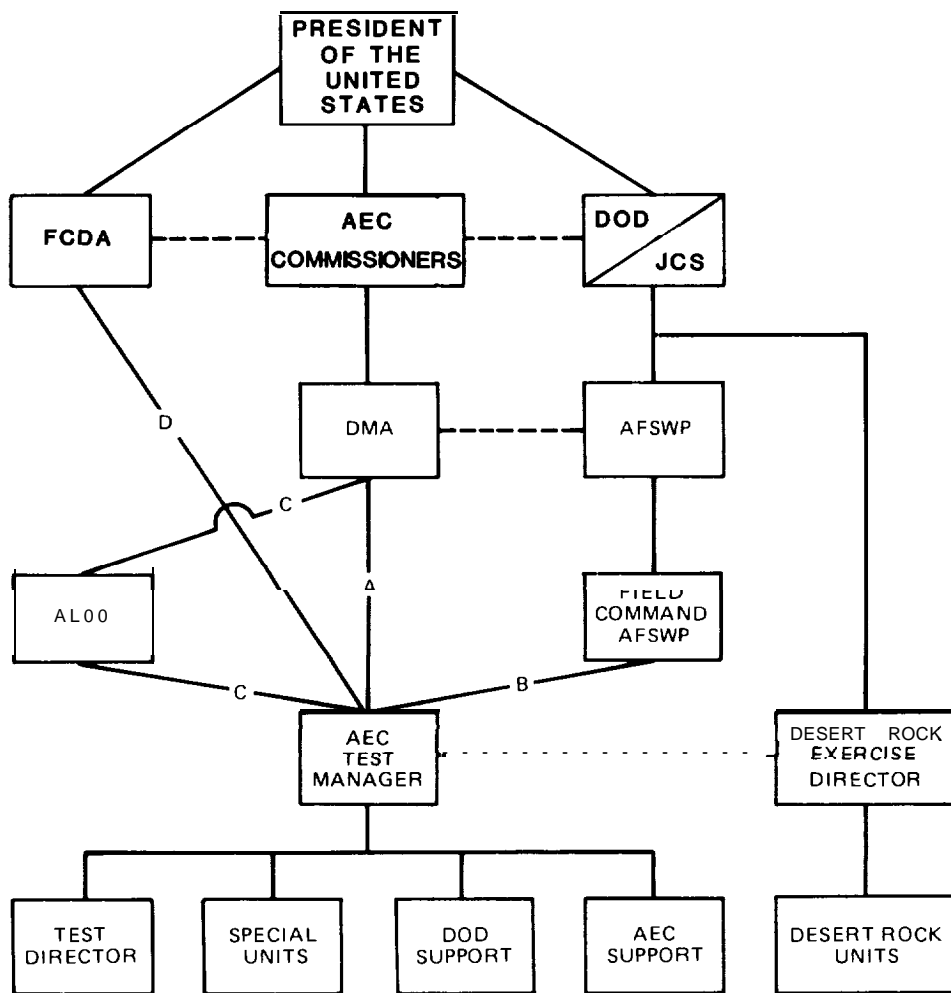 PRESIDENT
OF THE
UNITED
STATES
FCDA
AEC
COMMISSIONERS
DOD
JCS
D
DMA
AFSWP
C
AL00
A
FIELD
COMMAND
AFSWP
C
B
AEC
TEST
MANAGER
DESERT ROCK
EXERCISE
DIRECTOR
TEST
DIRECTOR
SPECIAL
UNITS
DOD
SUPPORT
AEC
SUPPORT
DESERT ROCK
UNITS